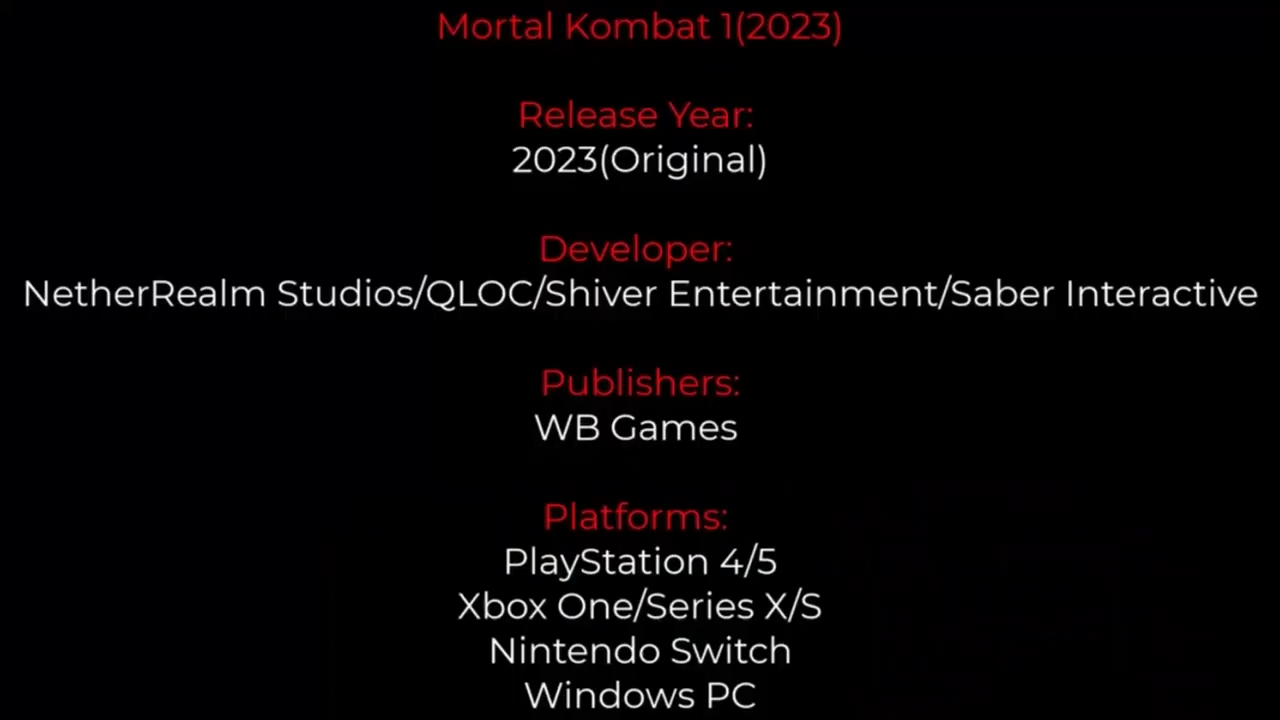 Mortal Kombat 1(2023)
Release Year:
2023(Original)
Developer:
NetherRealm Studios/QLOC/Shiver Entertainment/Saber Interactive
Publishers:
WB Games
Platforms:
PlayStation 4/5
Xbox One/Series X/S
Nintendo Switch
Windows PC